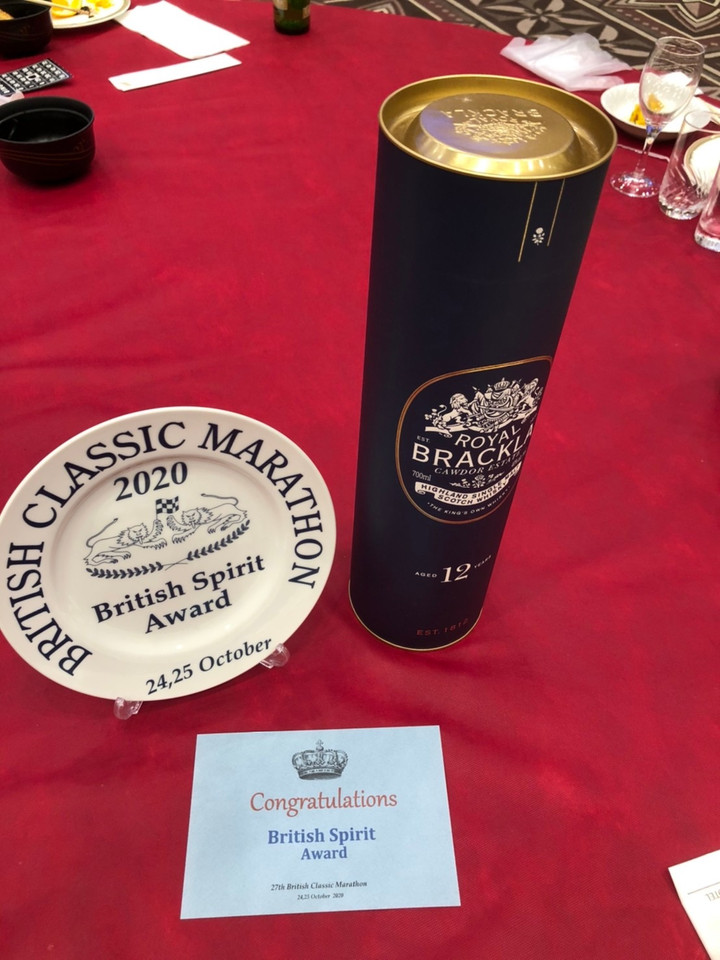 BRITISH CLASSIC MARATHON
2020
British Spirit
Award
24,25 October
EST.
ROYAL
BRACKLA
CAWDOR ESTATE
700ml
HIGHLAND SINGLE
SCOTCH WHISKY
·THE KING'S OWN WHISKY
AGED 12 YEARS
EST. 1812
Congratulations
British Spirit
Award
27th British Classic Marathon
24,25 October 2020